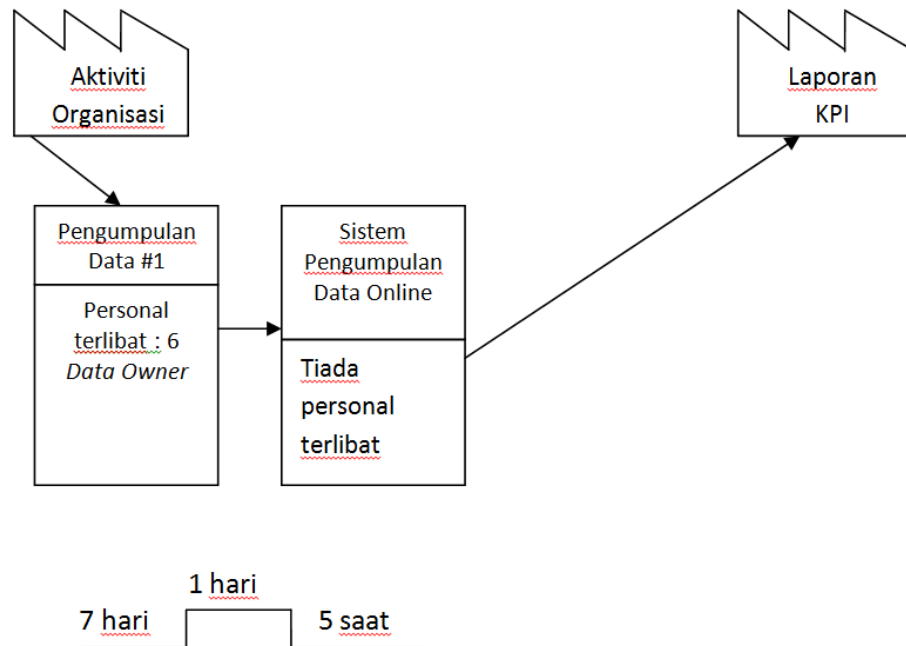 Aktiviti
Organisasi
Laporan
KPI
Pengumpulan
Data #1
Personal
terlibat : 6
Data Owner
Sistem
Pengumpulan
Data Online
Tiada
personal
terlibat
1 hari
7 hari
5 saat